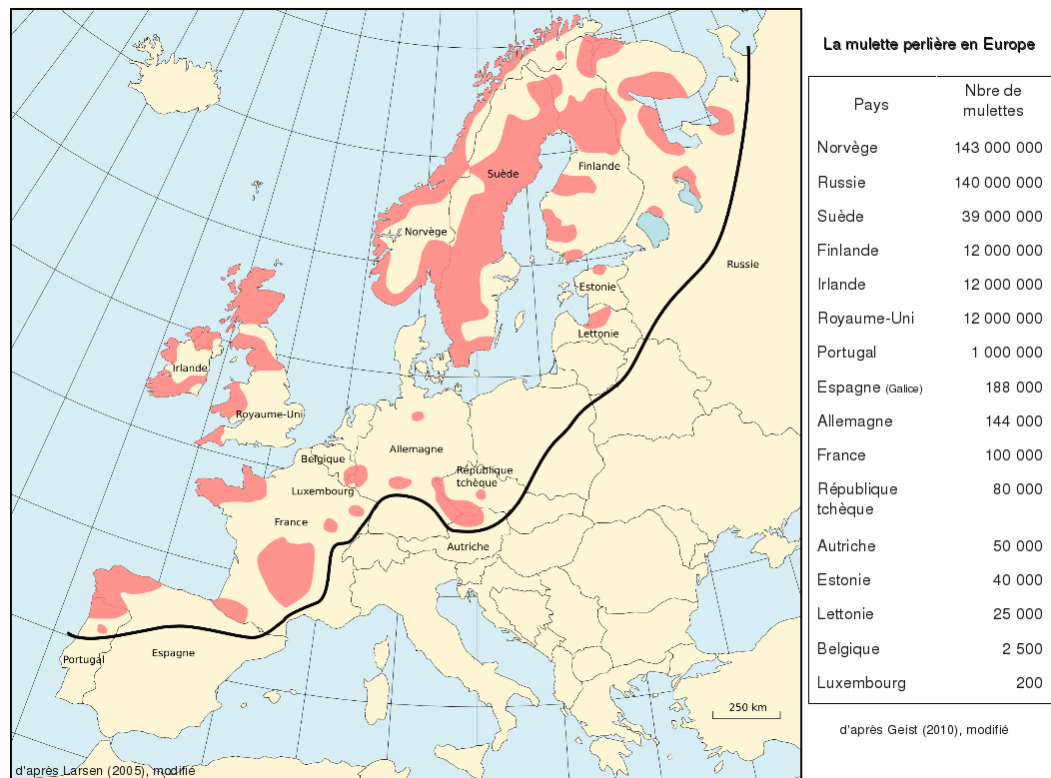 Suède
Finlande
Norvège
Russie
Estonie
Lettonie
Irlande
Royaume-Uni
Allemagne
Belgique
République
tchèque
Luxembourg
France
Autriche
Portugal
Espagne
250 km
d'après Larsen (2005), modifié
La mulette perlière en Europe
Pays Nbre de
mulettes
Norvège 143 000 000
Russie 140 000 000
Suède 39 000 000
Finlande 12 000 000
Irlande 12 000 000
Royaume-Uni 12 000 000
Portugal 1 000 000
Espagne (Galice) 188 000
Allemagne 144 000
France 100 000
République 80 000
tchèque
Autriche 50 000
Estonie 40 000
Lettonie 25 000
Belgique 2 500
Luxembourg 200
d'après Geist (2010), modifié